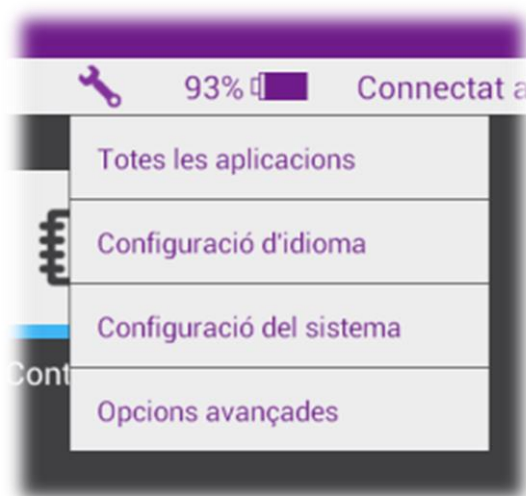 93% Connectat a
Totes les aplicacions
Configuració d'idioma
Configuració del sistema
Cont
Opcions avançades